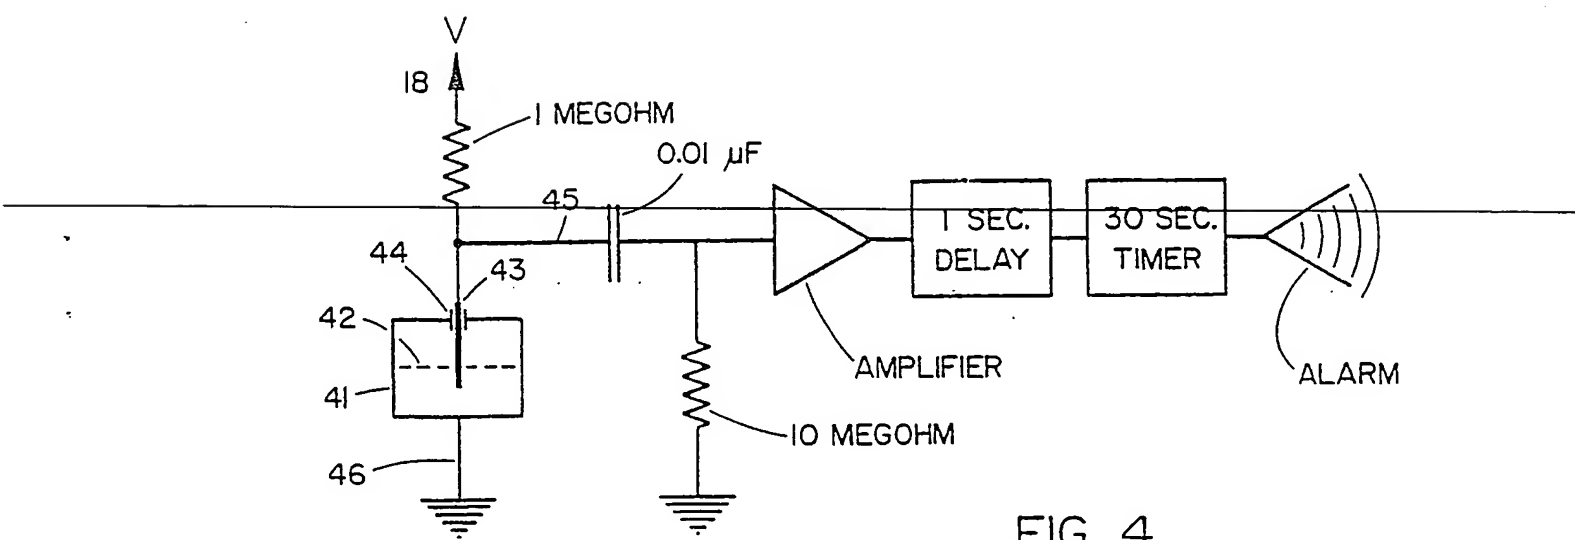 V
18
1 MEGOHM
0.01 µF
45
44
43
42
41
46
1 SEC.
DELAY
30 SEC.
TIMER
AMPLIFIER
ALARM
10 MEGOHM
FIG. 4